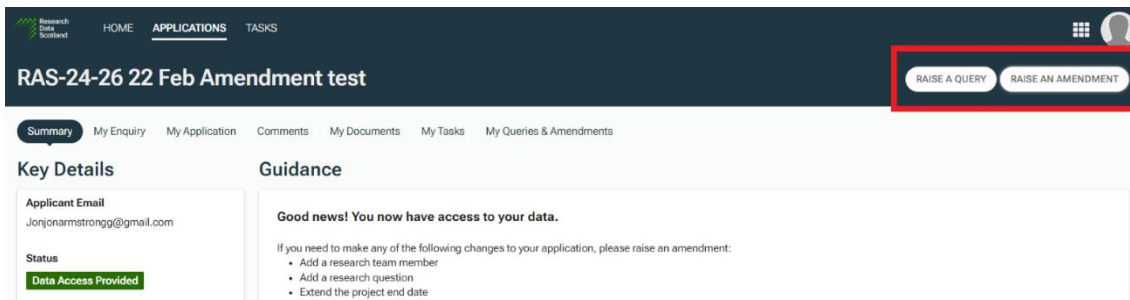 Research
Data
Scotland
HOME APPLICATIONS TASKS
RAS-24-26 22 Feb Amendment test
RAISE A QUERY RAISE AN AMENDMENT
Summary My Enquiry My Application Comments My Documents My Tasks My Queries & Amendments
Key Details Guidance
Applicant Email
Jonjonarmstrongg@gmail.com
Good news! You now have access to your data.
Status
Data Access Provided
If you need to make any of the following changes to your application, please raise an amendment:
• Add a research team member
• Add a research question
• Extend the project end date